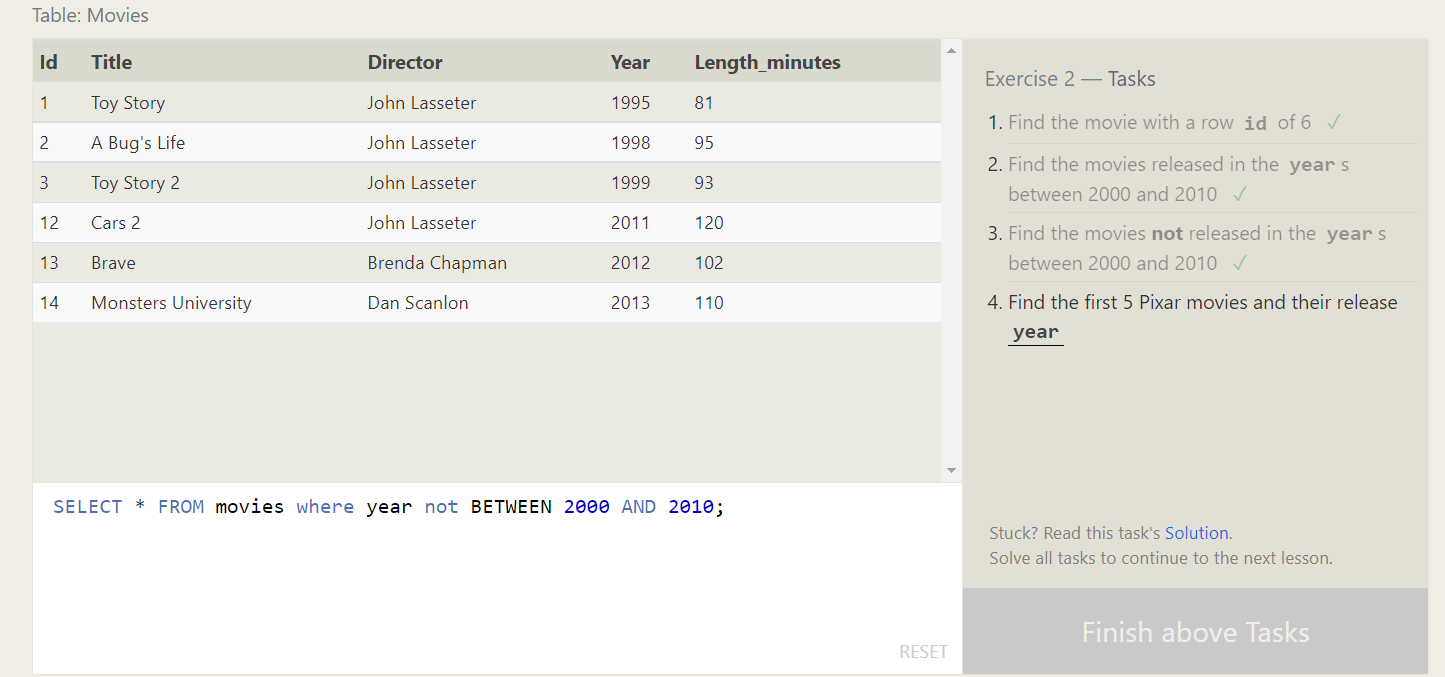 Table: Movies
Id Title Director Year Length_minutes
1 Toy Story John Lasseter 1995 81
2 A Bug's Life John Lasseter 1998 95
3 Toy Story 2 John Lasseter 1999 93
12 Cars 2 John Lasseter 2011 120
13 Brave Brenda Chapman 2012 102
14 Monsters University Dan Scanlon 2013 110
SELECT * FROM movies where year not BETWEEN 2000 AND 2010;
RESET
Exercise 2 — Tasks
1. Find the movie with a row id of 6 ✓
2. Find the movies released in the year s
between 2000 and 2010 ✓
3. Find the movies not released in the year s
between 2000 and 2010 ✓
4. Find the first 5 Pixar movies and their release
year
Stuck? Read this task's Solution.
Solve all tasks to continue to the next lesson.
Finish above Tasks